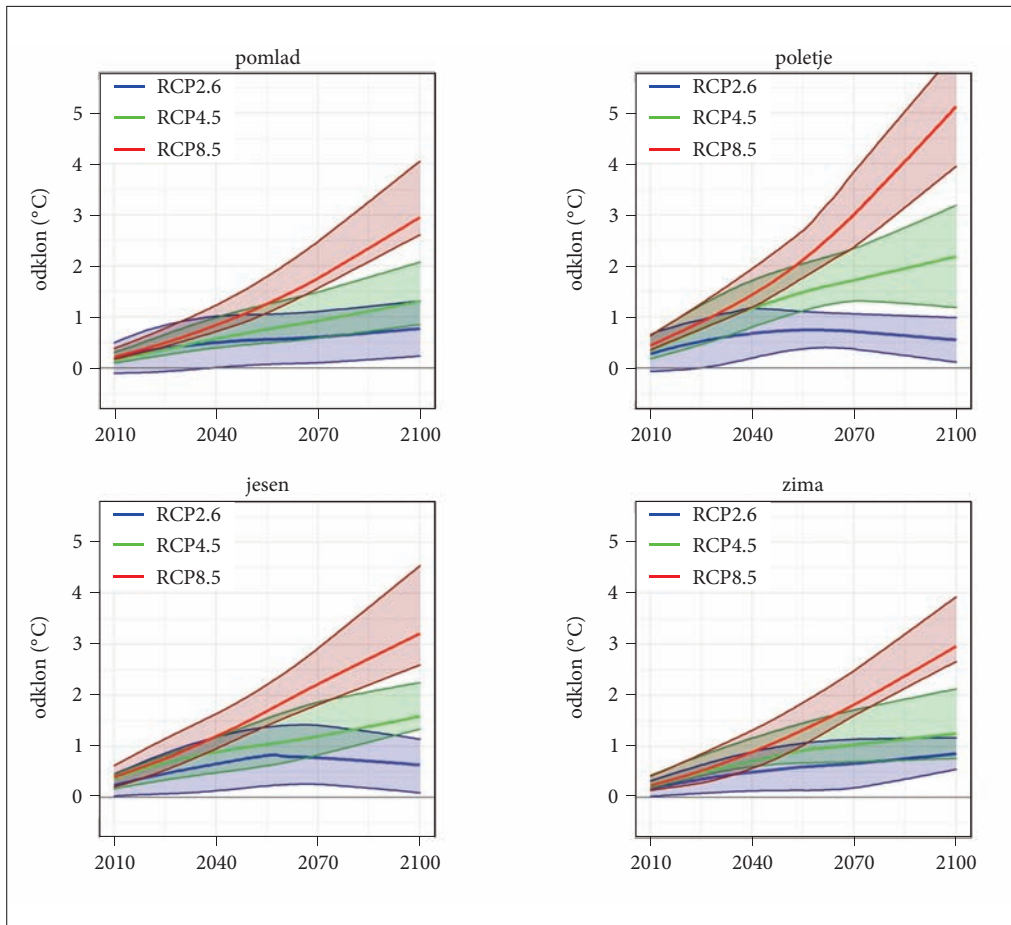 pomlad
RCP2.6
RCP4.5
RCP8.5
odklon (°C)
5
4
3
2
1
0
2010 2040 2070 2100
poletje
RCP2.6
RCP4.5
RCP8.5
odklon (°C)
5
4
3
2
1
0
2010 2040 2070 2100
jesen
RCP2.6
RCP4.5
RCP8.5
odklon (°C)
5
4
3
2
1
0
2010 2040 2070 2100
zima
RCP2.6
RCP4.5
RCP8.5
odklon (°C)
5
4
3
2
1
0
2010 2040 2070 2100